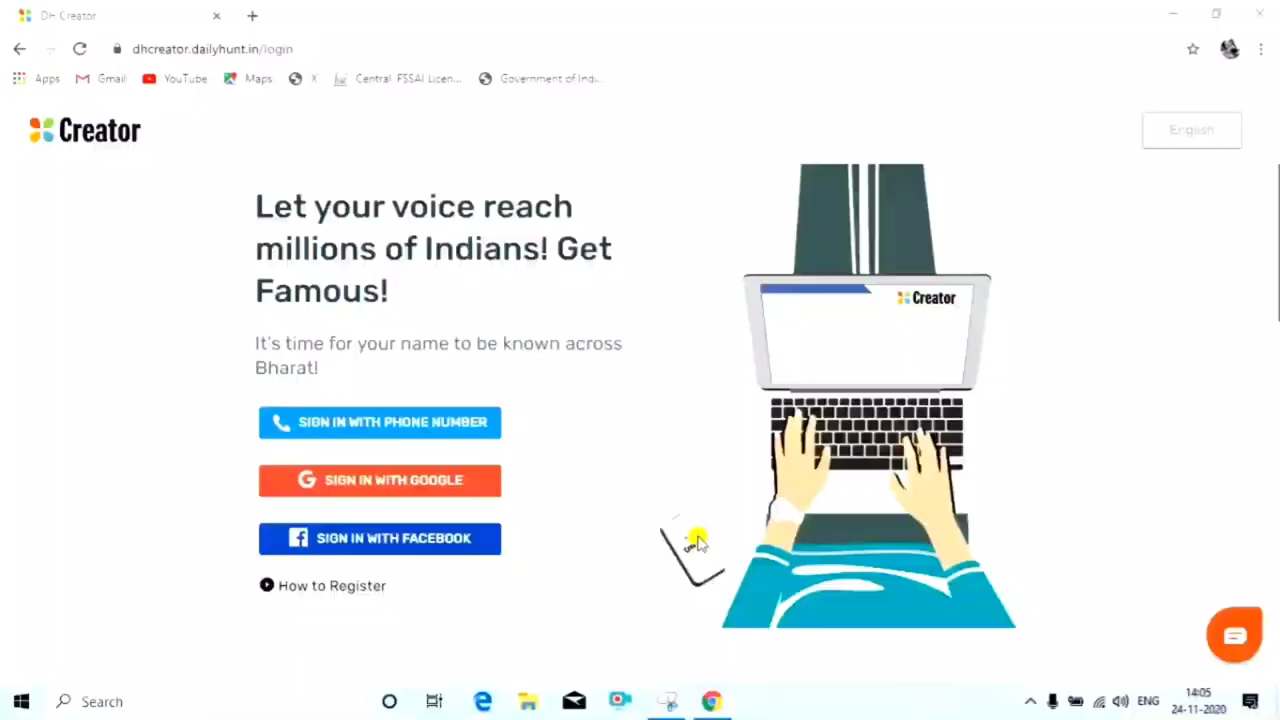 DH Creator
dhcreator.dailyhunt.in/login
Apps Gmail YouTube Maps X Central FSSAI Licen... Government of Indi...
Creator
English
Let your voice reach
millions of Indians! Get
Famous!
It's time for your name to be known across
Bharat!
SIGN IN WITH PHONE NUMBER
SIGN IN WITH GOOGLE
SIGN IN WITH FACEBOOK
How to Register
Creator
Search
ENG
14:05
24-11-2020